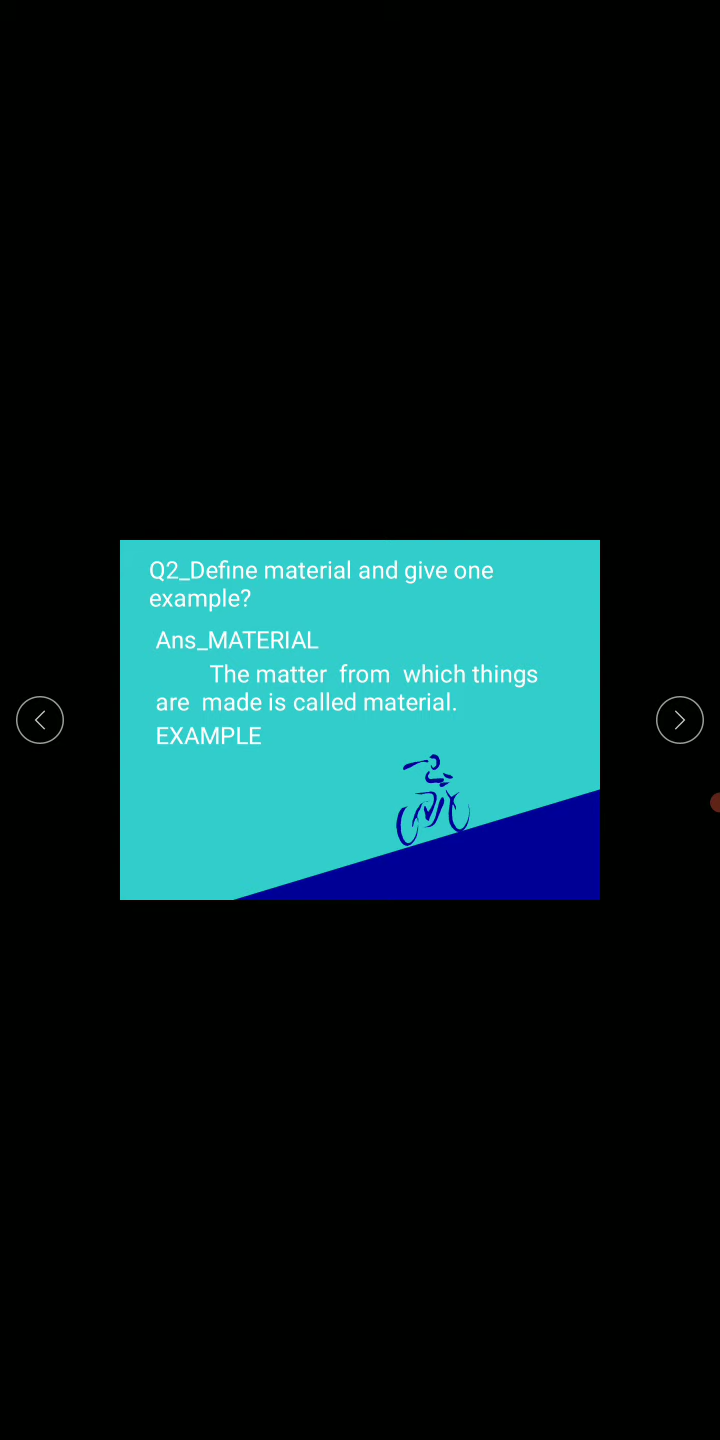 Q2_Define material and give one
example?
Ans_MATERIAL
The matter from which things
are made is called material.
EXAMPLE